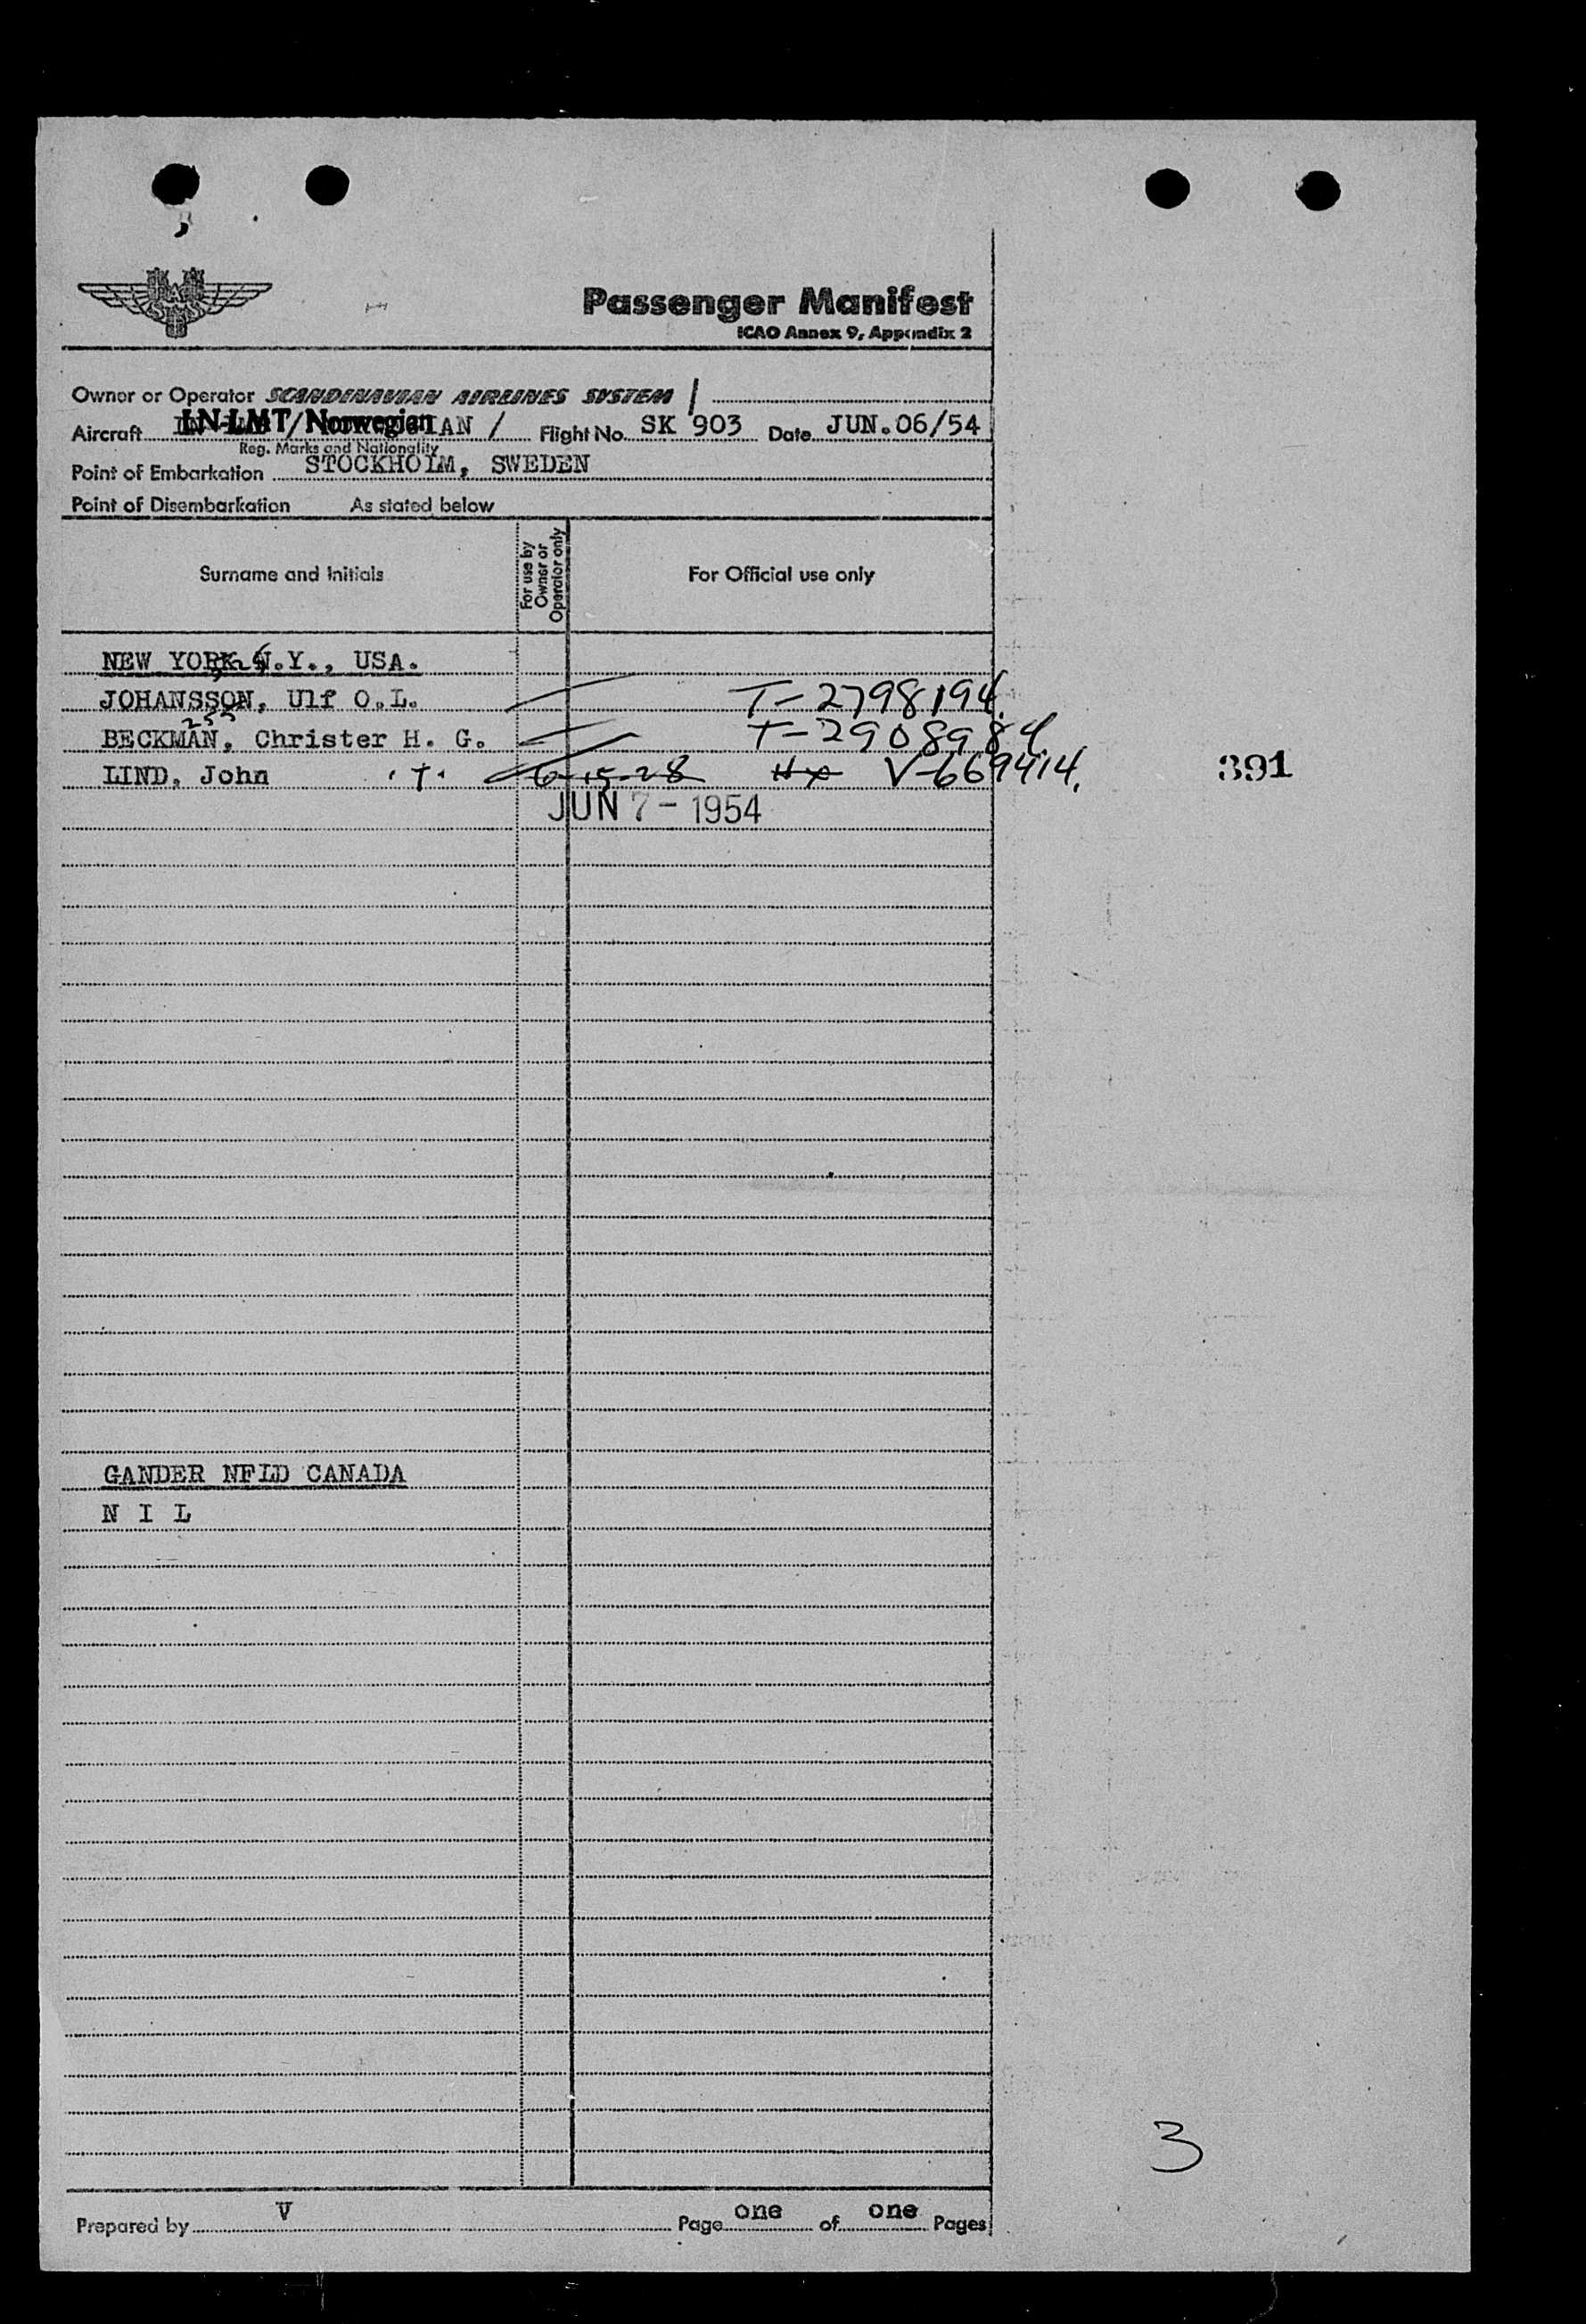 Passenger Manifest
ICAO Annex 9, Appendix 2
Owner or Operator SCANDINAVIAN AIRLINES SYSTEM
Aircraft LN-LMT/Norwegian / Flight No. SK 903 Date JUN.06/54
Reg. Marks and Nationality
Point of Embarkation STOCKHOLM, SWEDEN
Point of Disembarkation As stated below
Surname and Initials For use by Owner or Operator only For Official use only
NEW YORK N.Y., USA.
JOHANSSON, Ulf O.L. T-2798194
255
BECKMAN, Christer H. G. T-2908984
LIND, John 6-15-28 V-669414. 391
JUN 7-1954
GANDER NFLD CANADA
N I L
3
Prepared by V Page one of one Pages